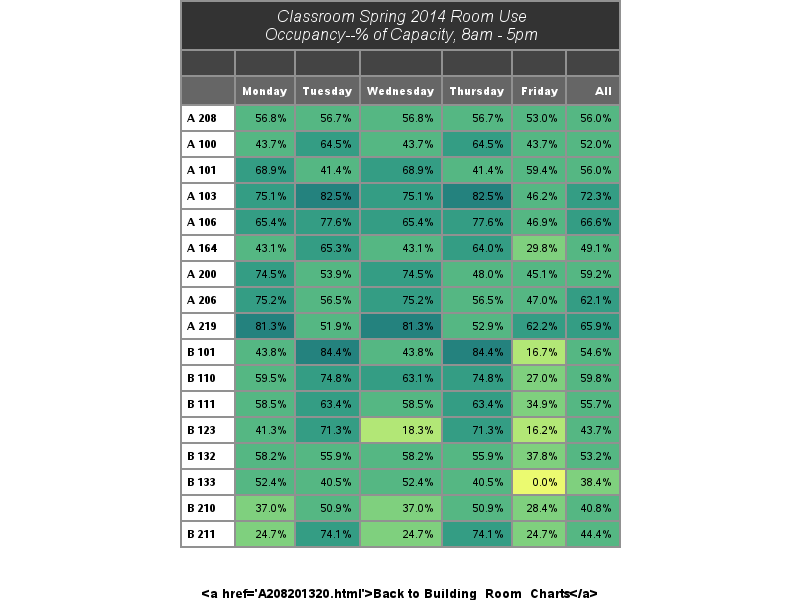 Classroom Spring 2014 Room Use
Occupancy--% of Capacity, 8am - 5pm
Monday Tuesday Wednesday Thursday Friday All
A 208 56.8% 56.7% 56.8% 56.7% 53.0% 56.0%
A 100 43.7% 64.5% 43.7% 64.5% 43.7% 52.0%
A 101 68.9% 41.4% 68.9% 41.4% 59.4% 56.0%
A 103 75.1% 82.5% 75.1% 82.5% 46.2% 72.3%
A 106 65.4% 77.6% 65.4% 77.6% 46.9% 66.6%
A 164 43.1% 65.3% 43.1% 64.0% 29.8% 49.1%
A 200 74.5% 53.9% 74.5% 48.0% 45.1% 59.2%
A 206 75.2% 56.5% 75.2% 56.5% 47.0% 62.1%
A 219 81.3% 51.9% 81.3% 52.9% 62.2% 65.9%
B 101 43.8% 84.4% 43.8% 84.4% 16.7% 54.6%
B 110 59.5% 74.8% 63.1% 74.8% 27.0% 59.8%
B 111 58.5% 63.4% 58.5% 63.4% 34.9% 55.7%
B 123 41.3% 71.3% 18.3% 71.3% 16.2% 43.7%
B 132 58.2% 55.9% 58.2% 55.9% 37.8% 53.2%
B 133 52.4% 40.5% 52.4% 40.5% 0.0% 38.4%
B 210 37.0% 50.9% 37.0% 50.9% 28.4% 40.8%
B 211 24.7% 74.1% 24.7% 74.1% 24.7% 44.4%
<a href='A208201320.html'>Back to Building_Room_Charts</a>